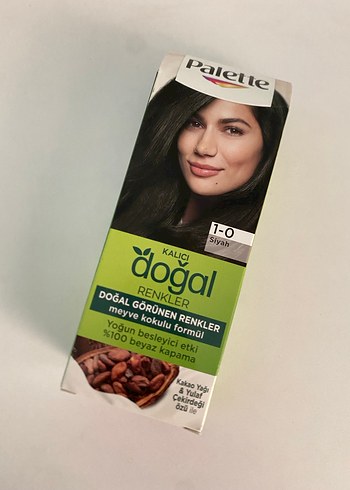 Palette
1-0
Siyah
KALICI
doğal
RENKLER
DOĞAL GÖRÜNEN RENKLER
meyve kokulu formül
Yoğun besleyici etki
%100 beyaz kapama
Kakao Yağı
& Yulaf
Çekirdeği
özü ile